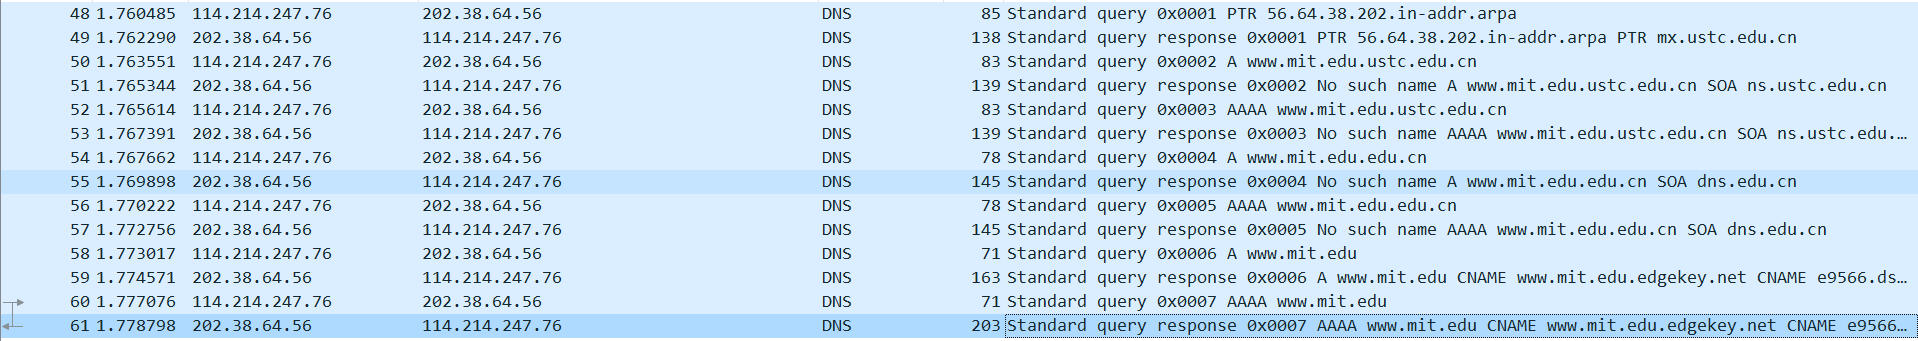 48 1.760485 114.214.247.76 202.38.64.56 DNS 85 Standard query 0x0001 PTR 56.64.38.202.in-addr.arpa
49 1.762290 202.38.64.56 114.214.247.76 DNS 138 Standard query response 0x0001 PTR 56.64.38.202.in-addr.arpa PTR mx.ustc.edu.cn
50 1.763551 114.214.247.76 202.38.64.56 DNS 83 Standard query 0x0002 A www.mit.edu.ustc.edu.cn
51 1.765344 202.38.64.56 114.214.247.76 DNS 139 Standard query response 0x0002 No such name A www.mit.edu.ustc.edu.cn SOA ns.ustc.edu.cn
52 1.765614 114.214.247.76 202.38.64.56 DNS 83 Standard query 0x0003 AAAA www.mit.edu.ustc.edu.cn
53 1.767391 202.38.64.56 114.214.247.76 DNS 139 Standard query response 0x0003 No such name AAAA www.mit.edu.ustc.edu.cn SOA ns.ustc.edu.…
54 1.767662 114.214.247.76 202.38.64.56 DNS 78 Standard query 0x0004 A www.mit.edu.edu.cn
55 1.769898 202.38.64.56 114.214.247.76 DNS 145 Standard query response 0x0004 No such name A www.mit.edu.edu.cn SOA dns.edu.cn
56 1.770222 114.214.247.76 202.38.64.56 DNS 78 Standard query 0x0005 AAAA www.mit.edu.edu.cn
57 1.772756 202.38.64.56 114.214.247.76 DNS 145 Standard query response 0x0005 No such name AAAA www.mit.edu.edu.cn SOA dns.edu.cn
58 1.773017 114.214.247.76 202.38.64.56 DNS 71 Standard query 0x0006 A www.mit.edu
59 1.774571 202.38.64.56 114.214.247.76 DNS 163 Standard query response 0x0006 A www.mit.edu CNAME www.mit.edu.edgekey.net CNAME e9566.ds…
60 1.777076 114.214.247.76 202.38.64.56 DNS 71 Standard query 0x0007 AAAA www.mit.edu
61 1.778798 202.38.64.56 114.214.247.76 DNS 203 Standard query response 0x0007 AAAA www.mit.edu CNAME www.mit.edu.edgekey.net CNAME e9566…